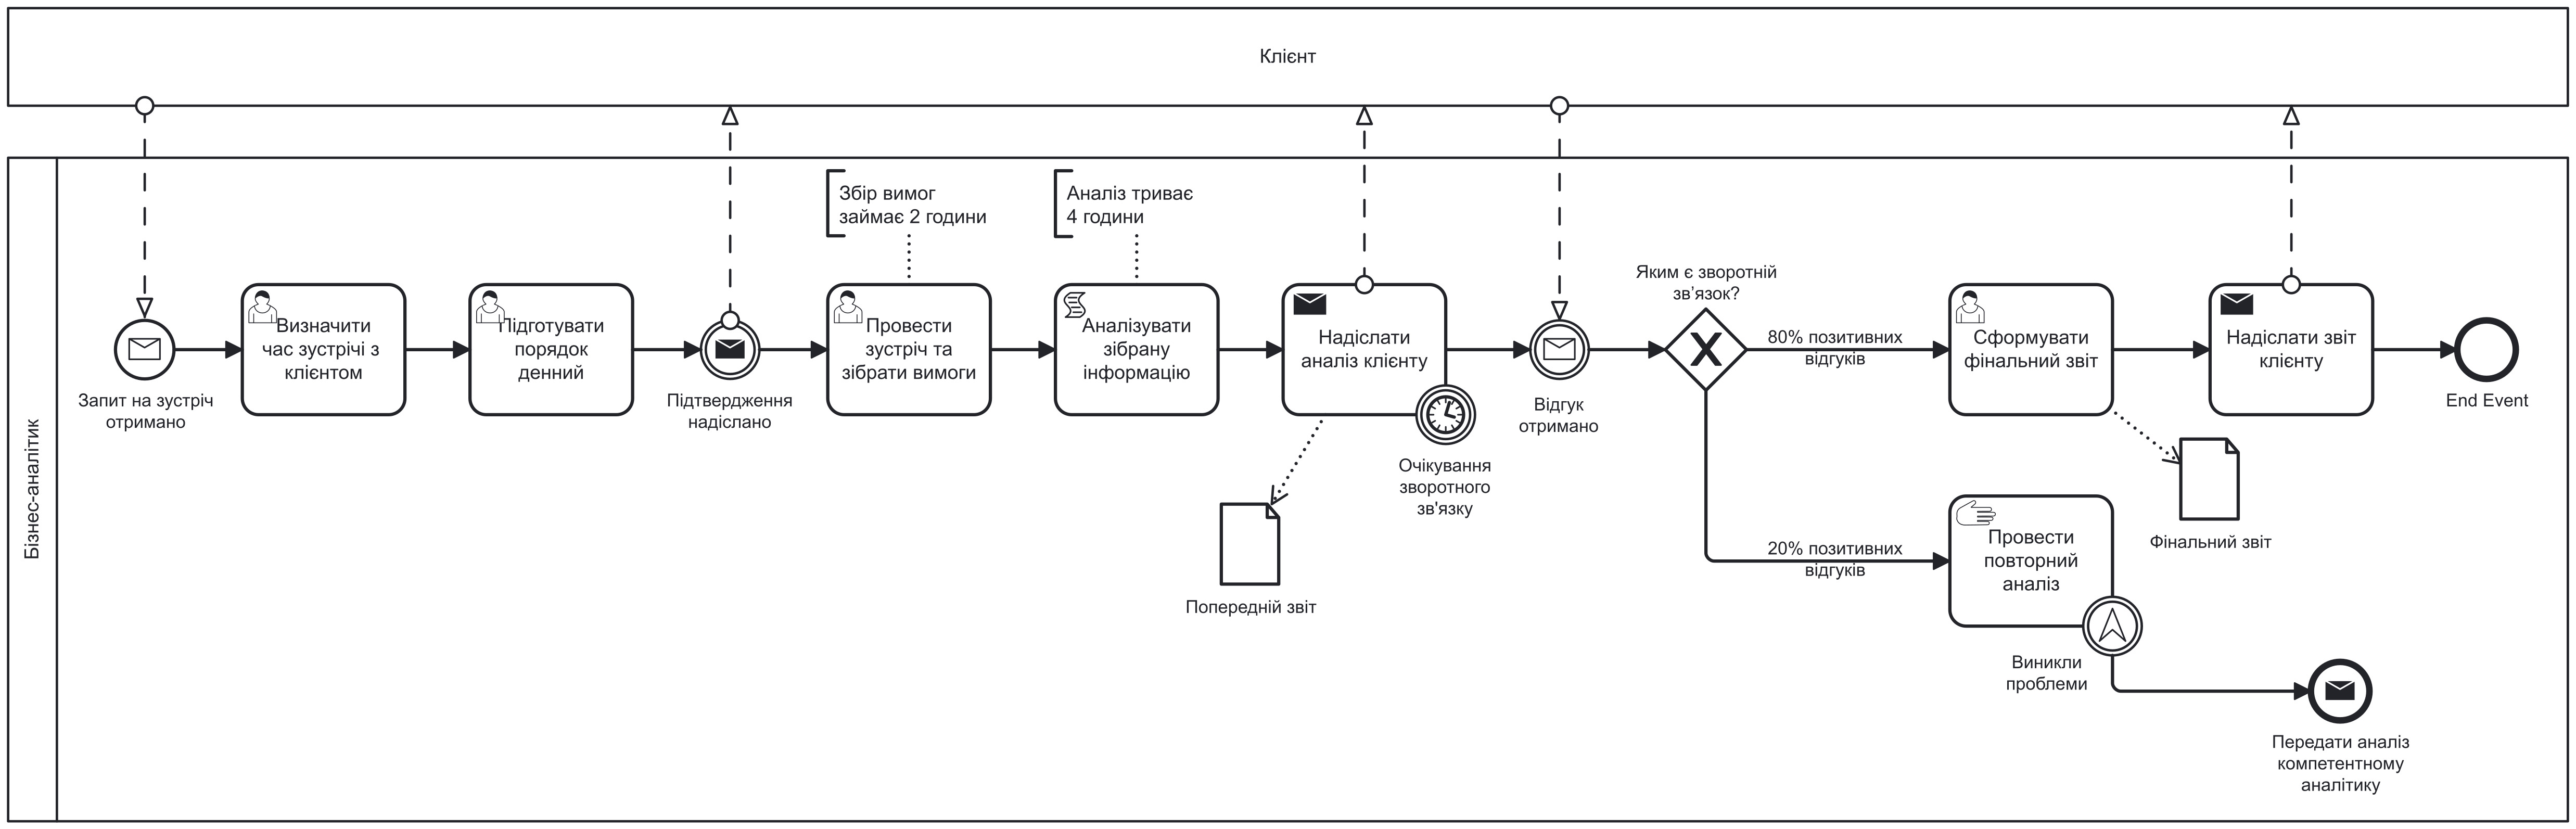 Клієнт
Бізнес-аналітик
Збір вимог
займає 2 години
Аналіз триває
4 години
Запит на зустріч
отримано
Визначити
час зустрічі з
клієнтом
Підготувати
порядок
денний
Підтвердження
надіслано
Провести
зустріч та
зібрати вимоги
Аналізувати
зібрану
інформацію
Надіслати
аналіз клієнту
Очікування
зворотного
зв'язку
Попередній звіт
Відгук
отримано
Яким є зворотній
зв’язок?
80% позитивних
відгуків
Сформувати
фінальний звіт
Надіслати звіт
клієнту
End Event
Фінальний звіт
20% позитивних
відгуків
Провести
повторний
аналіз
Виникли
проблеми
Передати аналіз
компетентному
аналітику